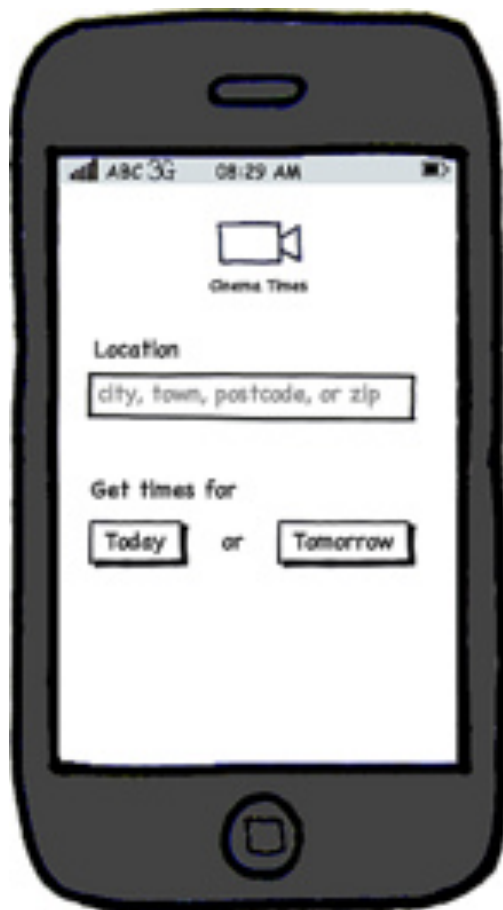 ABC 3G 08:29 AM
Cinema Times
Location
city, town, postcode, or zip
Get times for
Today or Tomorrow